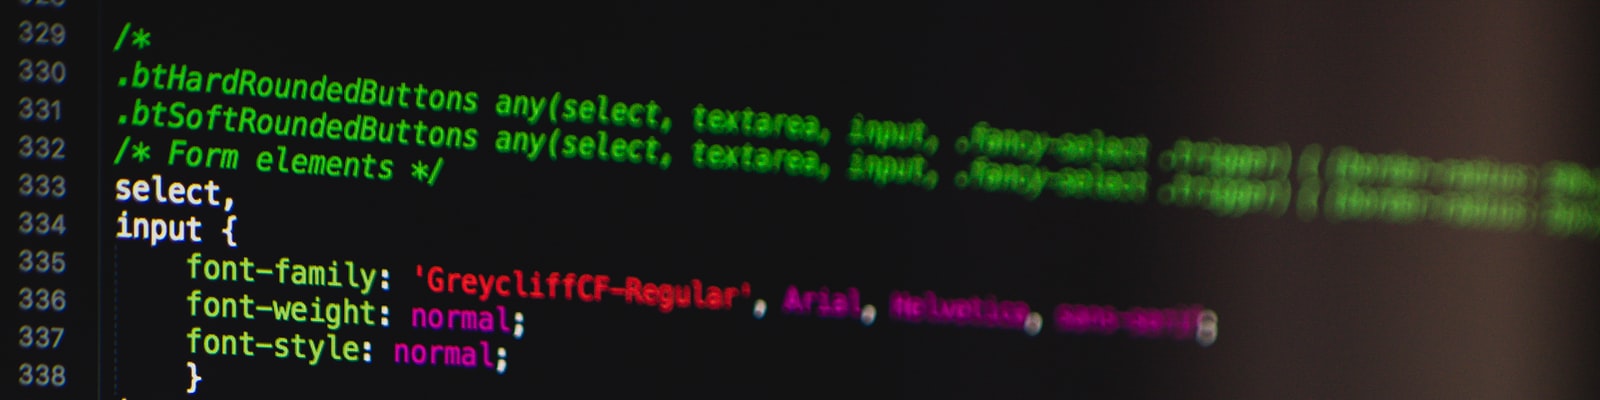 329 /*
330 .btHardRoundedButtons any(select, textarea, input, .fancy-select
331 .btSoftRoundedButtons any(select, textarea, input, .fancy-select
332 /* Form elements */
333 select,
334 input {
335 font-family: 'GreycliffCF-Regular', Arial, Helvetica, sans-serif;
336 font-weight: normal;
337 font-style: normal;
338 }